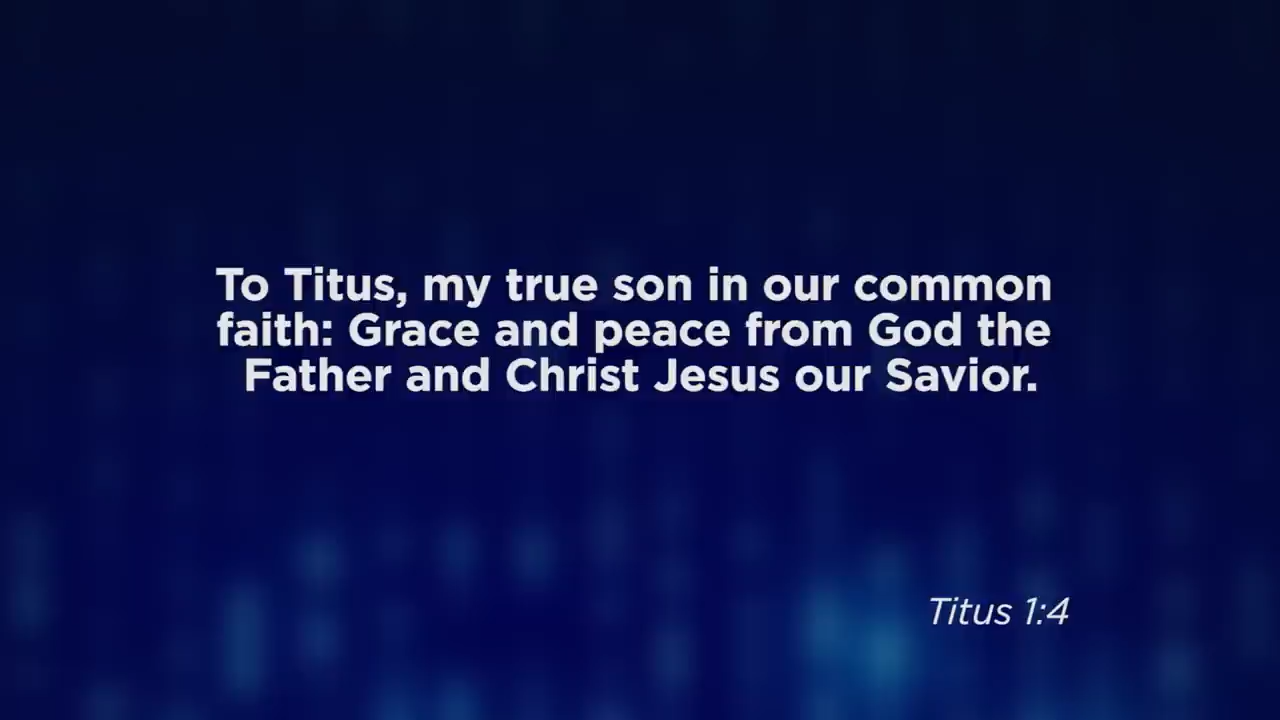 To Titus, my true son in our common
faith: Grace and peace from God the
Father and Christ Jesus our Savior.
Titus 1:4